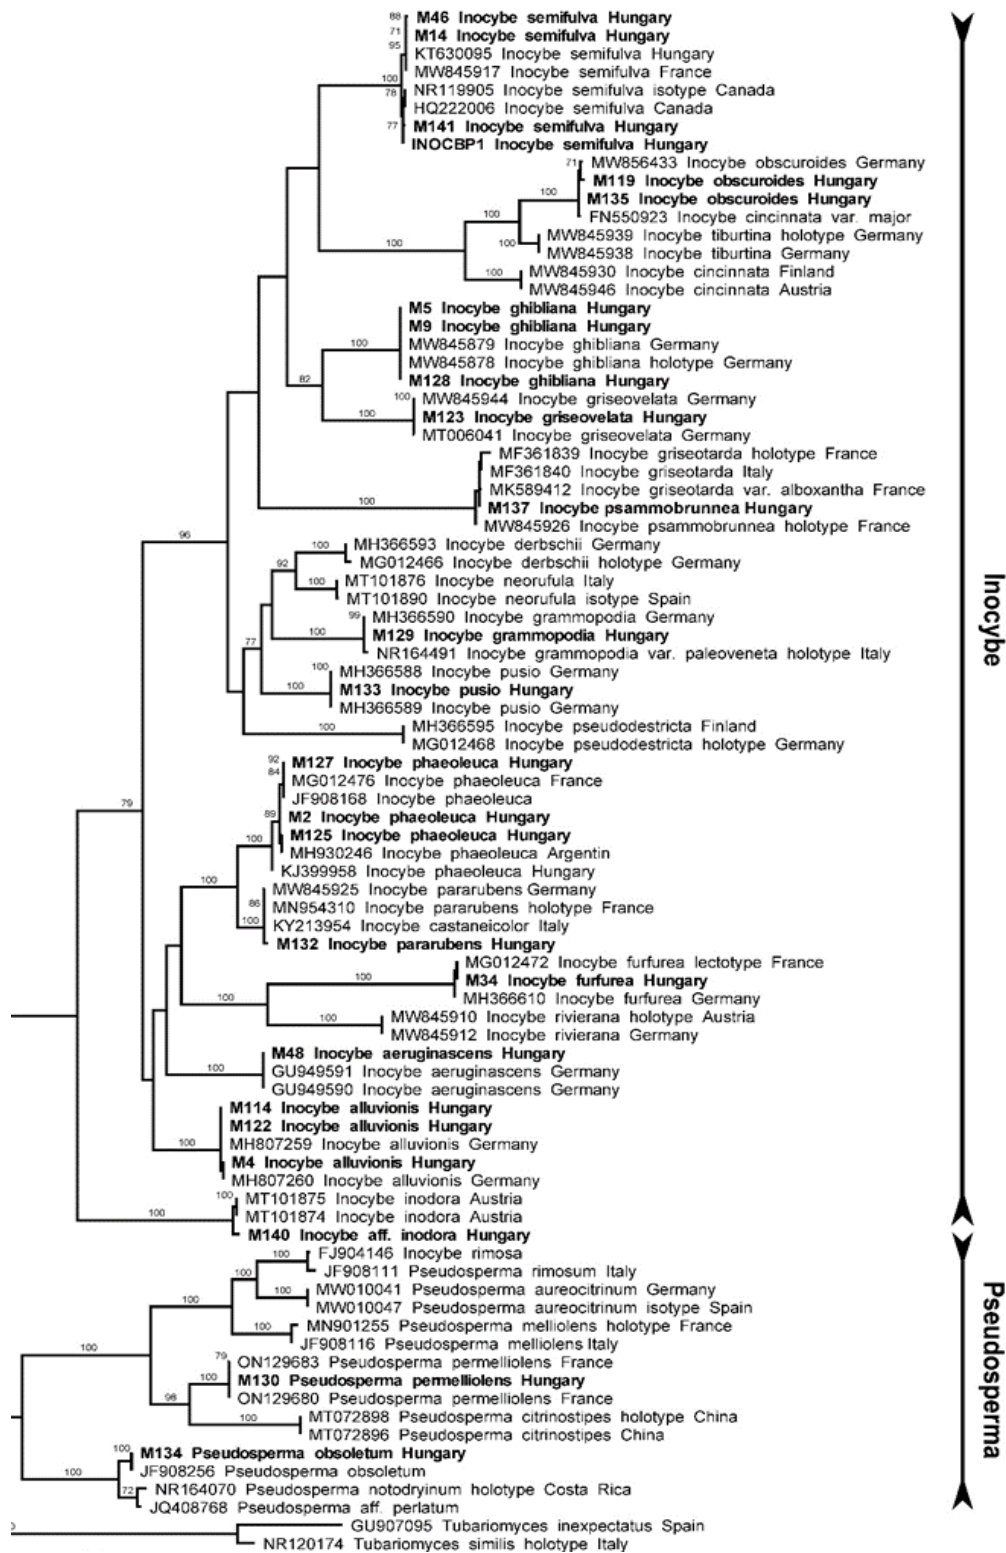 88 M46 Inocybe semifulva Hungary
71 M14 Inocybe semifulva Hungary
95 KT630095 Inocybe semifulva Hungary
MW845917 Inocybe semifulva France
100
78 NR119905 Inocybe semifulva isotype Canada
HQ222006 Inocybe semifulva Canada
77 M141 Inocybe semifulva Hungary
INOCBP1 Inocybe semifulva Hungary
71 MW856433 Inocybe obscuroides Germany
M119 Inocybe obscuroides Hungary
100 M135 Inocybe obscuroides Hungary
FN550923 Inocybe cincinnata var. major
100
MW845939 Inocybe tiburtina holotype Germany
100 100 MW845938 Inocybe tiburtina Germany
100 MW845930 Inocybe cincinnata Finland
MW845946 Inocybe cincinnata Austria
M5 Inocybe ghibliana Hungary
M9 Inocybe ghibliana Hungary
100 MW845879 Inocybe ghibliana Germany
MW845878 Inocybe ghibliana holotype Germany
82 M128 Inocybe ghibliana Hungary
100 MW845944 Inocybe griseovelata Germany
100 M123 Inocybe griseovelata Hungary
MT006041 Inocybe griseovelata Germany
MF361839 Inocybe griseotarda holotype France
MF361840 Inocybe griseotarda Italy
MK589412 Inocybe griseotarda var. alboxantha France
100 M137 Inocybe psammobrunnea Hungary
MW845926 Inocybe psammobrunnea holotype France
96
100 MH366593 Inocybe derbschii Germany
92 MG012466 Inocybe derbschii holotype Germany
100 MT101876 Inocybe neorufula Italy
MT101890 Inocybe neorufula isotype Spain
99 MH366590 Inocybe grammopodia Germany
100 M129 Inocybe grammopodia Hungary
77 NR164491 Inocybe grammopodia var. paleoveneta holotype Italy
100 MH366588 Inocybe pusio Germany
100 M133 Inocybe pusio Hungary
MH366589 Inocybe pusio Germany
100 MH366595 Inocybe pseudodestricta Finland
MG012468 Inocybe pseudodestricta holotype Germany
92 M127 Inocybe phaeoleuca Hungary
84 MG012476 Inocybe phaeoleuca France
JF908168 Inocybe phaeoleuca
79
89 M2 Inocybe phaeoleuca Hungary
100 M125 Inocybe phaeoleuca Hungary
MH930246 Inocybe phaeoleuca Argentin
KJ399958 Inocybe phaeoleuca Hungary
100 MW845925 Inocybe pararubens Germany
86 MN954310 Inocybe pararubens holotype France
100 KY213954 Inocybe castaneicolor Italy
M132 Inocybe pararubens Hungary
MG012472 Inocybe furfurea lectotype France
100 M34 Inocybe furfurea Hungary
100 MH366610 Inocybe furfurea Germany
100 MW845910 Inocybe rivierana holotype Austria
MW845912 Inocybe rivierana Germany
M48 Inocybe aeruginascens Hungary
100 GU949591 Inocybe aeruginascens Germany
GU949590 Inocybe aeruginascens Germany
M114 Inocybe alluvionis Hungary
M122 Inocybe alluvionis Hungary
100 MH807259 Inocybe alluvionis Germany
M4 Inocybe alluvionis Hungary
MH807260 Inocybe alluvionis Germany
100 MT101875 Inocybe inodora Austria
100 MT101874 Inocybe inodora Austria
M140 Inocybe aff. inodora Hungary
Inocybe
100 FJ904146 Inocybe rimosa
100 JF908111 Pseudosperma rimosum Italy
100 MW010041 Pseudosperma aureocitrinum Germany
100 MW010047 Pseudosperma aureocitrinum isotype Spain
100 MN901255 Pseudosperma melliolens holotype France
JF908116 Pseudosperma melliolens Italy
100
79 ON129683 Pseudosperma permelliolens France
100 M130 Pseudosperma permelliolens Hungary
98 ON129680 Pseudosperma permelliolens France
100 MT072898 Pseudosperma citrinostipes holotype China
MT072896 Pseudosperma citrinostipes China
100 M134 Pseudosperma obsoletum Hungary
100 JF908256 Pseudosperma obsoletum
72 NR164070 Pseudosperma notodryinum holotype Costa Rica
JQ408768 Pseudosperma aff. perlatum
Pseudosperma
GU907095 Tubariomyces inexpectatus Spain
NR120174 Tubariomyces similis holotype Italy